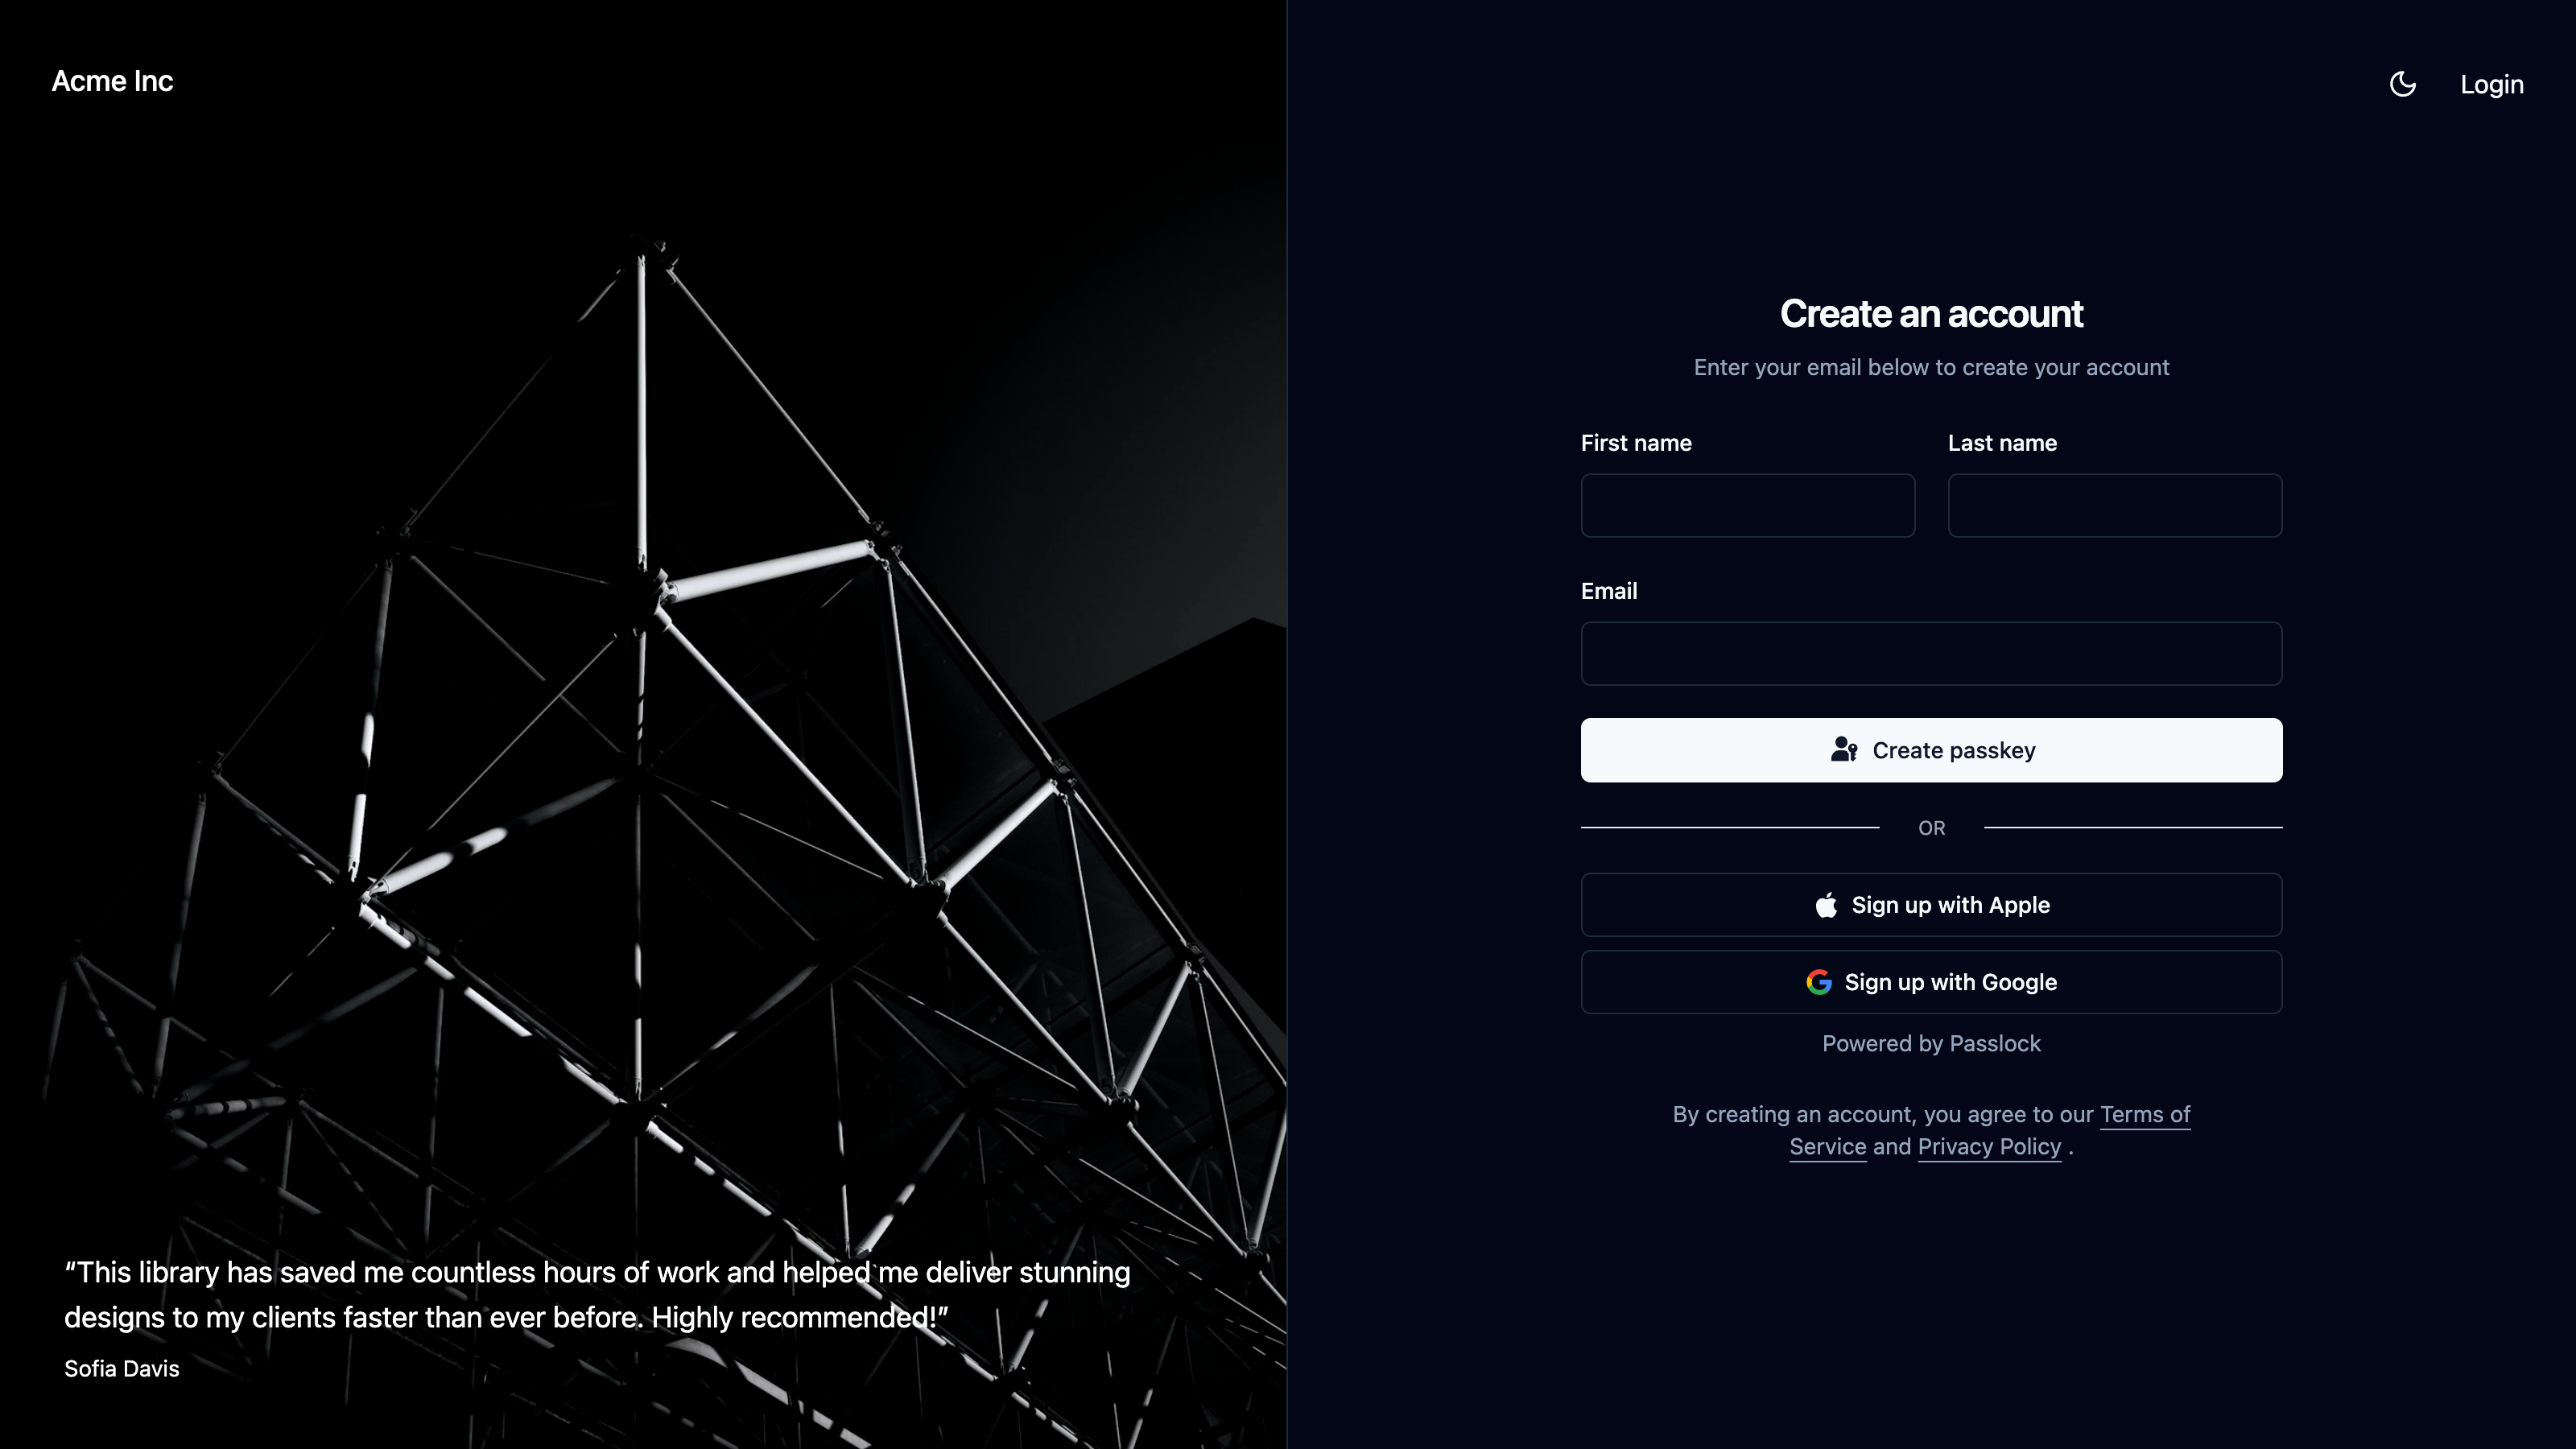 Acme Inc
Login
Create an account
Enter your email below to create your account
First name
Last name
Email
Create passkey
OR
Sign up with Apple
Sign up with Google
Powered by Passlock
By creating an account, you agree to our Terms of
Service and Privacy Policy .
“This library has saved me countless hours of work and helped me deliver stunning
designs to my clients faster than ever before. Highly recommended!”
Sofia Davis